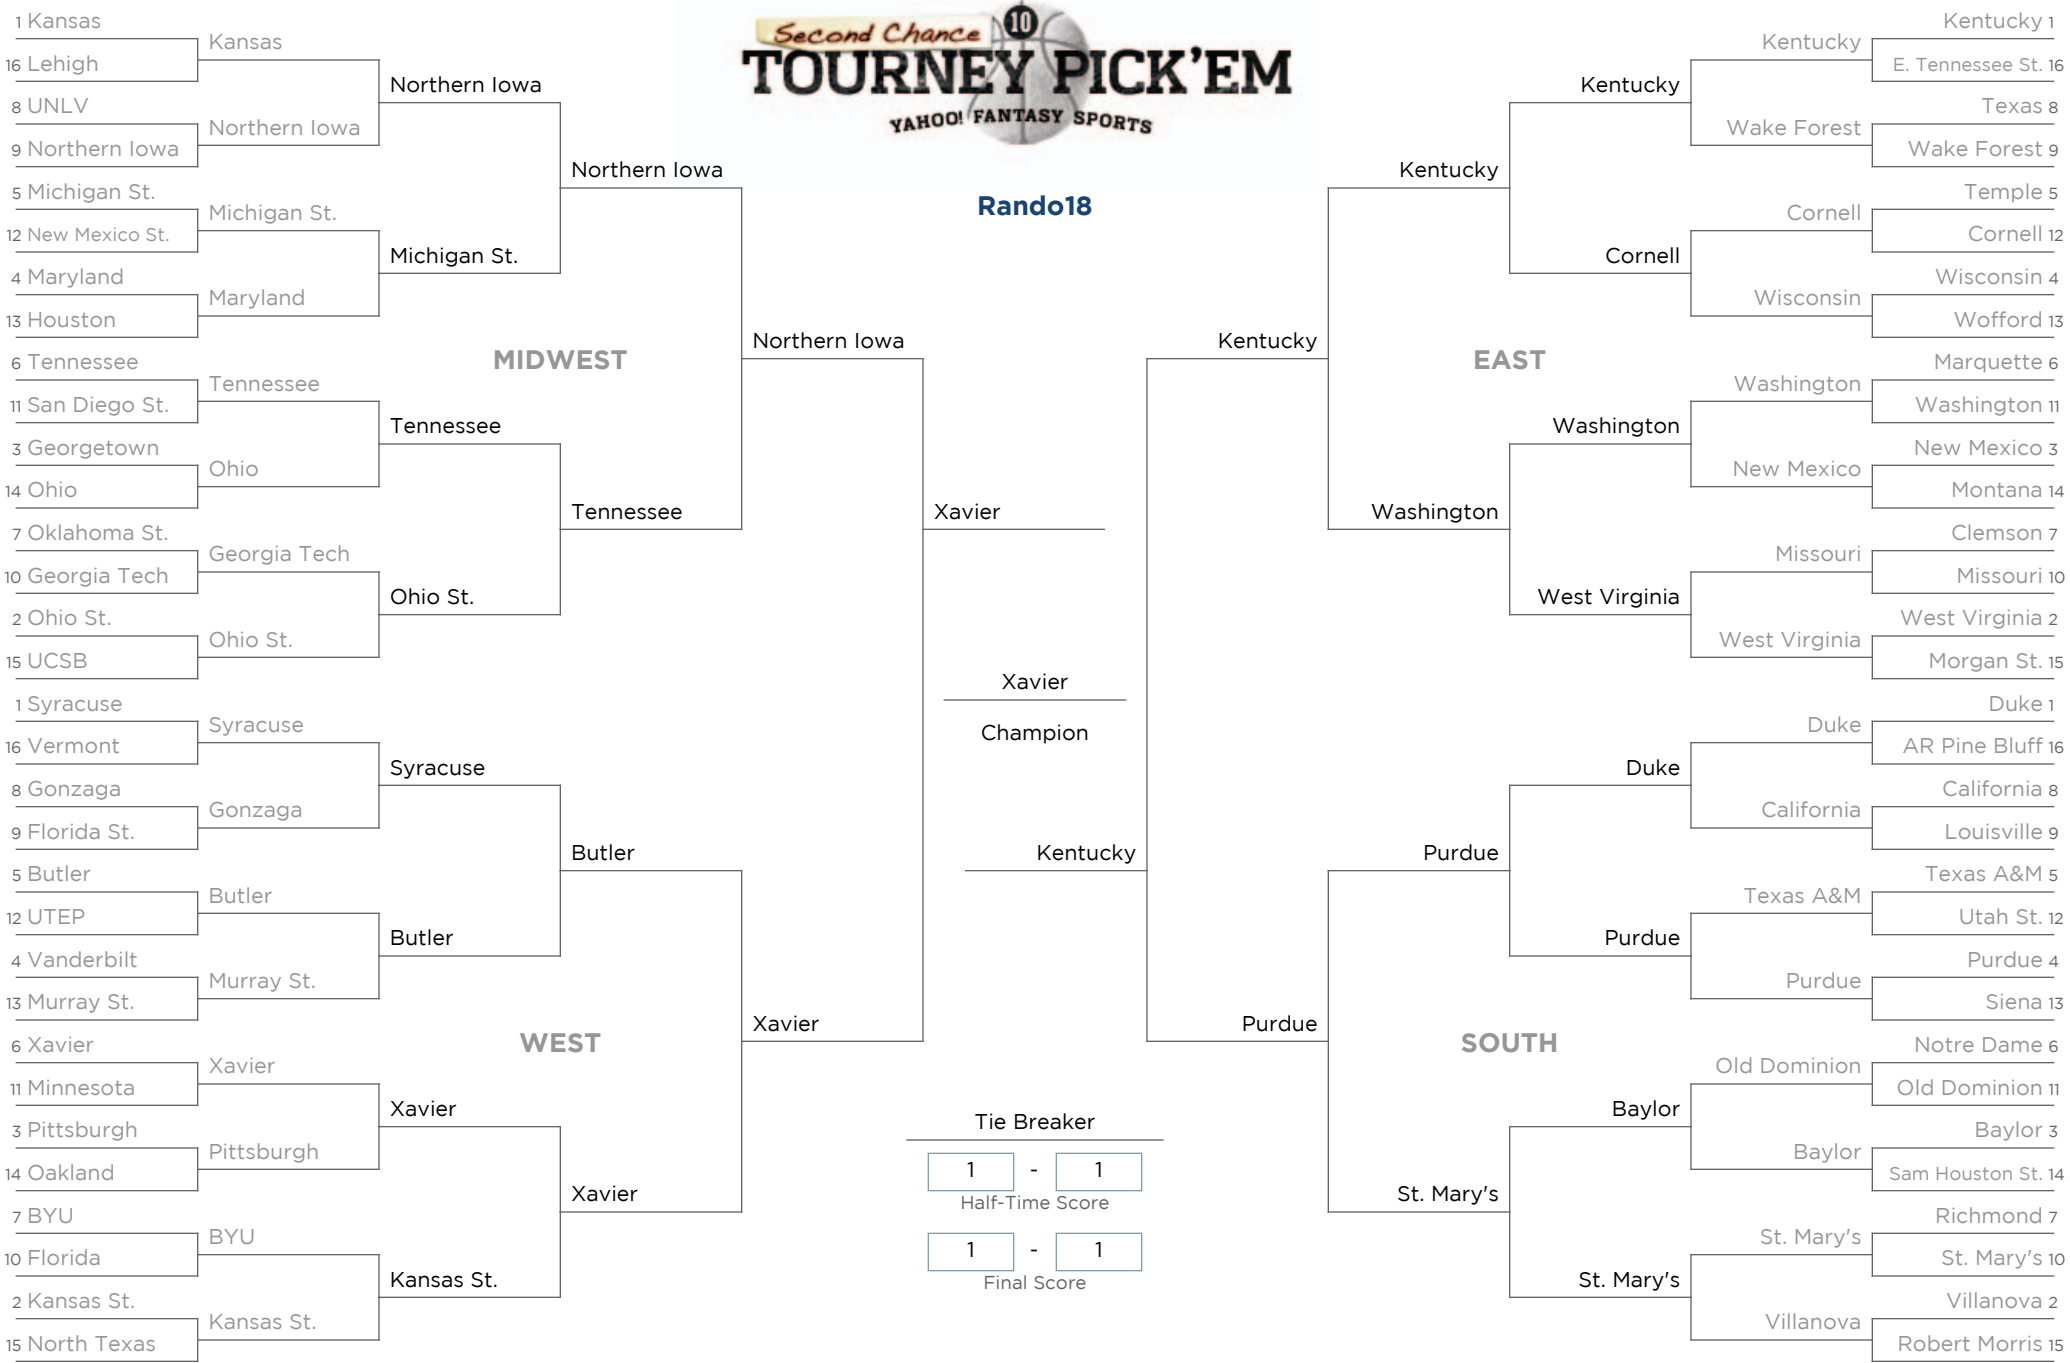 Second Chance 10
TOURNEY PICK'EM
YAHOO! FANTASY SPORTS
Rando18
1 Kansas
16 Lehigh
8 UNLV
9 Northern Iowa
5 Michigan St.
12 New Mexico St.
4 Maryland
13 Houston
6 Tennessee
11 San Diego St.
3 Georgetown
14 Ohio
7 Oklahoma St.
10 Georgia Tech
2 Ohio St.
15 UCSB
Kansas
Northern Iowa
Michigan St.
Maryland
Tennessee
Ohio
Georgia Tech
Ohio St.
Northern Iowa
Michigan St.
Tennessee
Ohio St.
Northern Iowa
Tennessee
MIDWEST
Northern Iowa
1 Syracuse
16 Vermont
8 Gonzaga
9 Florida St.
5 Butler
12 UTEP
4 Vanderbilt
13 Murray St.
6 Xavier
11 Minnesota
3 Pittsburgh
14 Oakland
7 BYU
10 Florida
2 Kansas St.
15 North Texas
Syracuse
Gonzaga
Butler
Murray St.
Xavier
Pittsburgh
BYU
Kansas St.
Syracuse
Butler
Xavier
Kansas St.
Butler
Xavier
WEST
Xavier
Xavier
Xavier
Champion
Kentucky
Tie Breaker
1 - 1
Half-Time Score
1 - 1
Final Score
Kentucky 1
E. Tennessee St. 16
Texas 8
Wake Forest 9
Temple 5
Cornell 12
Wisconsin 4
Wofford 13
Marquette 6
Washington 11
New Mexico 3
Montana 14
Clemson 7
Missouri 10
West Virginia 2
Morgan St. 15
Kentucky
Wake Forest
Cornell
Wisconsin
Washington
New Mexico
Missouri
West Virginia
Kentucky
Cornell
Washington
West Virginia
Kentucky
Washington
EAST
Kentucky
Duke 1
AR Pine Bluff 16
California 8
Louisville 9
Texas A&M 5
Utah St. 12
Purdue 4
Siena 13
Notre Dame 6
Old Dominion 11
Baylor 3
Sam Houston St. 14
Richmond 7
St. Mary's 10
Villanova 2
Robert Morris 15
Duke
California
Texas A&M
Purdue
Old Dominion
Baylor
St. Mary's
Villanova
Duke
Purdue
Baylor
St. Mary's
Purdue
St. Mary's
SOUTH
Purdue